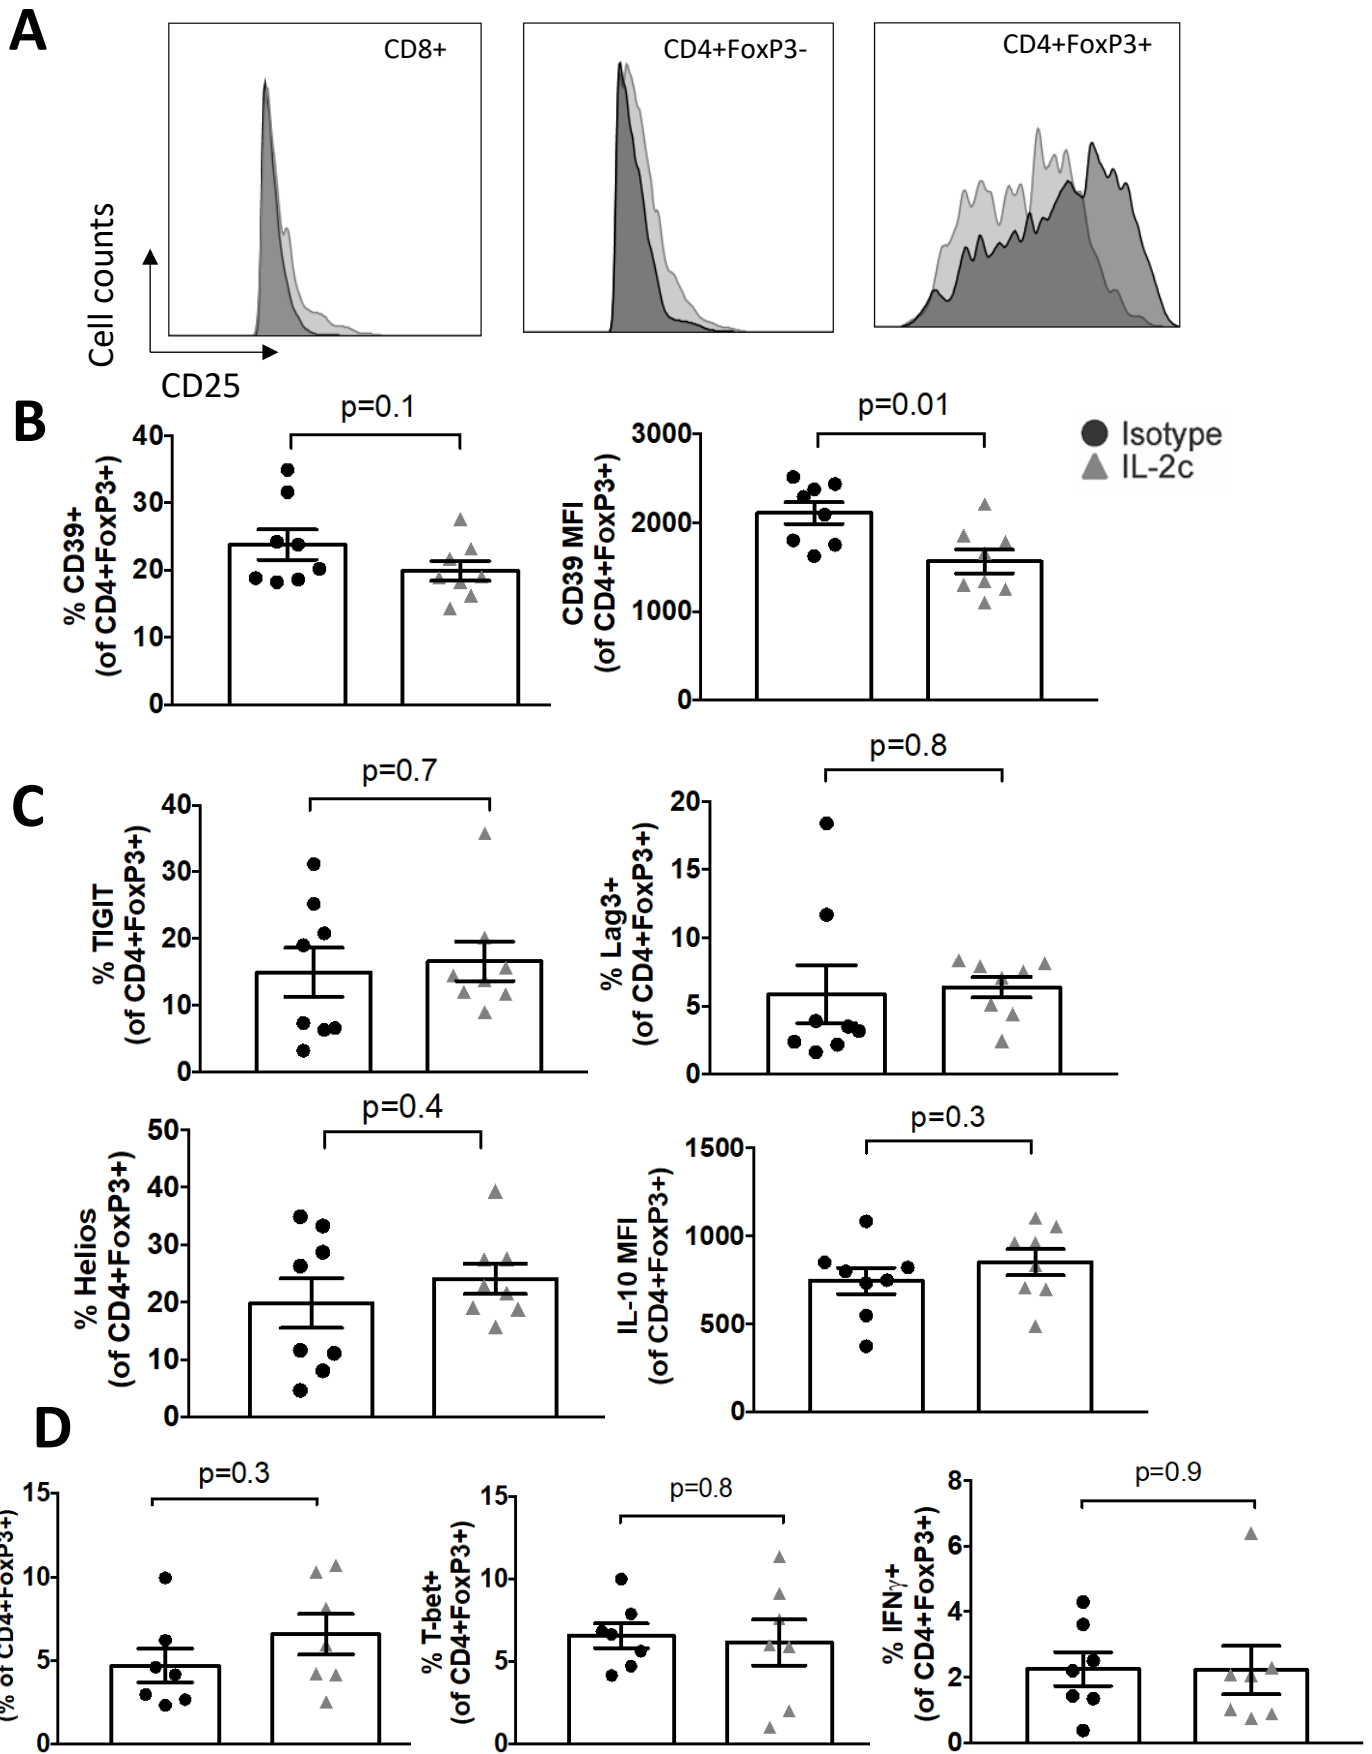 A
CD8+
CD4+FoxP3-
CD4+FoxP3+
Cell counts
CD25
B
p=0.1
% CD39+
(of CD4+FoxP3+)
40
30
20
10
0
p=0.01
CD39 MFI
(of CD4+FoxP3+)
3000
2000
1000
0
Isotype
IL-2c
C
p=0.7
% TIGIT
(of CD4+FoxP3+)
40
30
20
10
0
p=0.8
% Lag3+
(of CD4+FoxP3+)
20
15
10
5
0
p=0.4
% Helios
(of CD4+FoxP3+)
50
40
30
20
10
0
p=0.3
IL-10 MFI
(of CD4+FoxP3+)
1500
1000
500
0
D
p=0.3
(% of CD4+FoxP3+)
15
10
5
0
p=0.8
% T-bet+
(of CD4+FoxP3+)
15
10
5
0
p=0.9
% IFNγ+
(of CD4+FoxP3+)
8
6
4
2
0